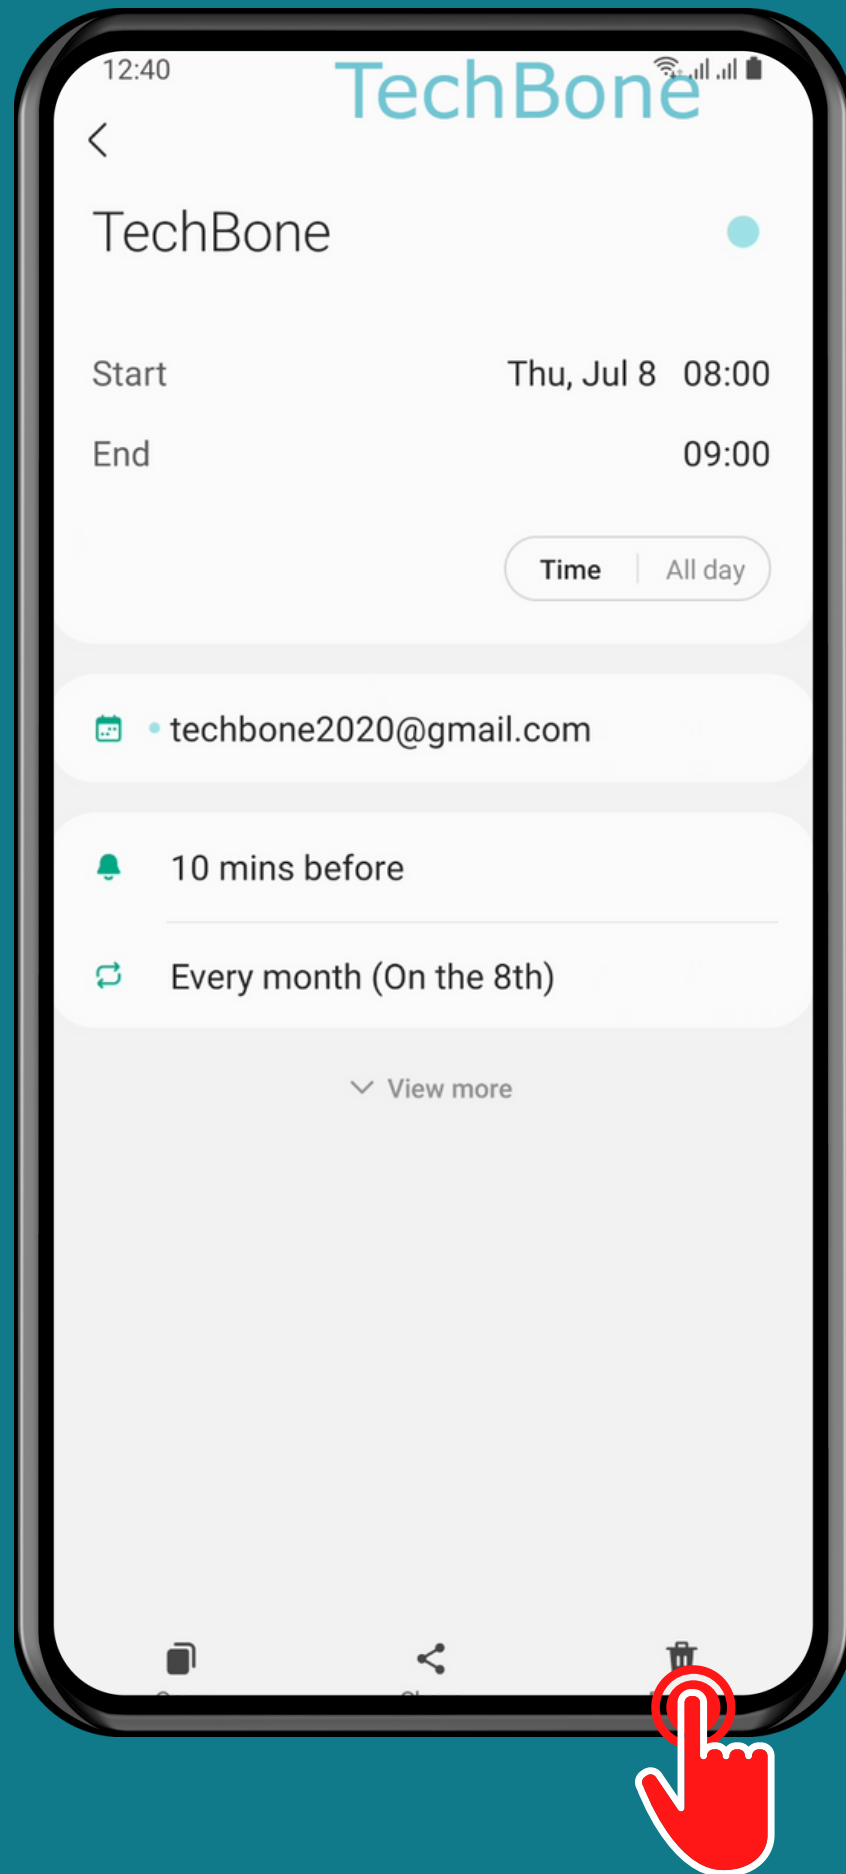 12:40
TechBone
TechBone
Start Thu, Jul 8 08:00
End 09:00
Time All day
techbone2020@gmail.com
10 mins before
Every month (On the 8th)
View more